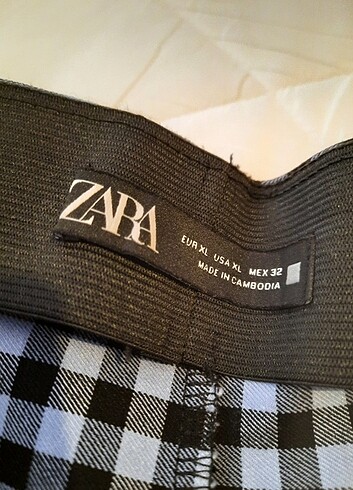 ZARA
EUR XL USA XL MEX 32
MADE IN CAMBODIA